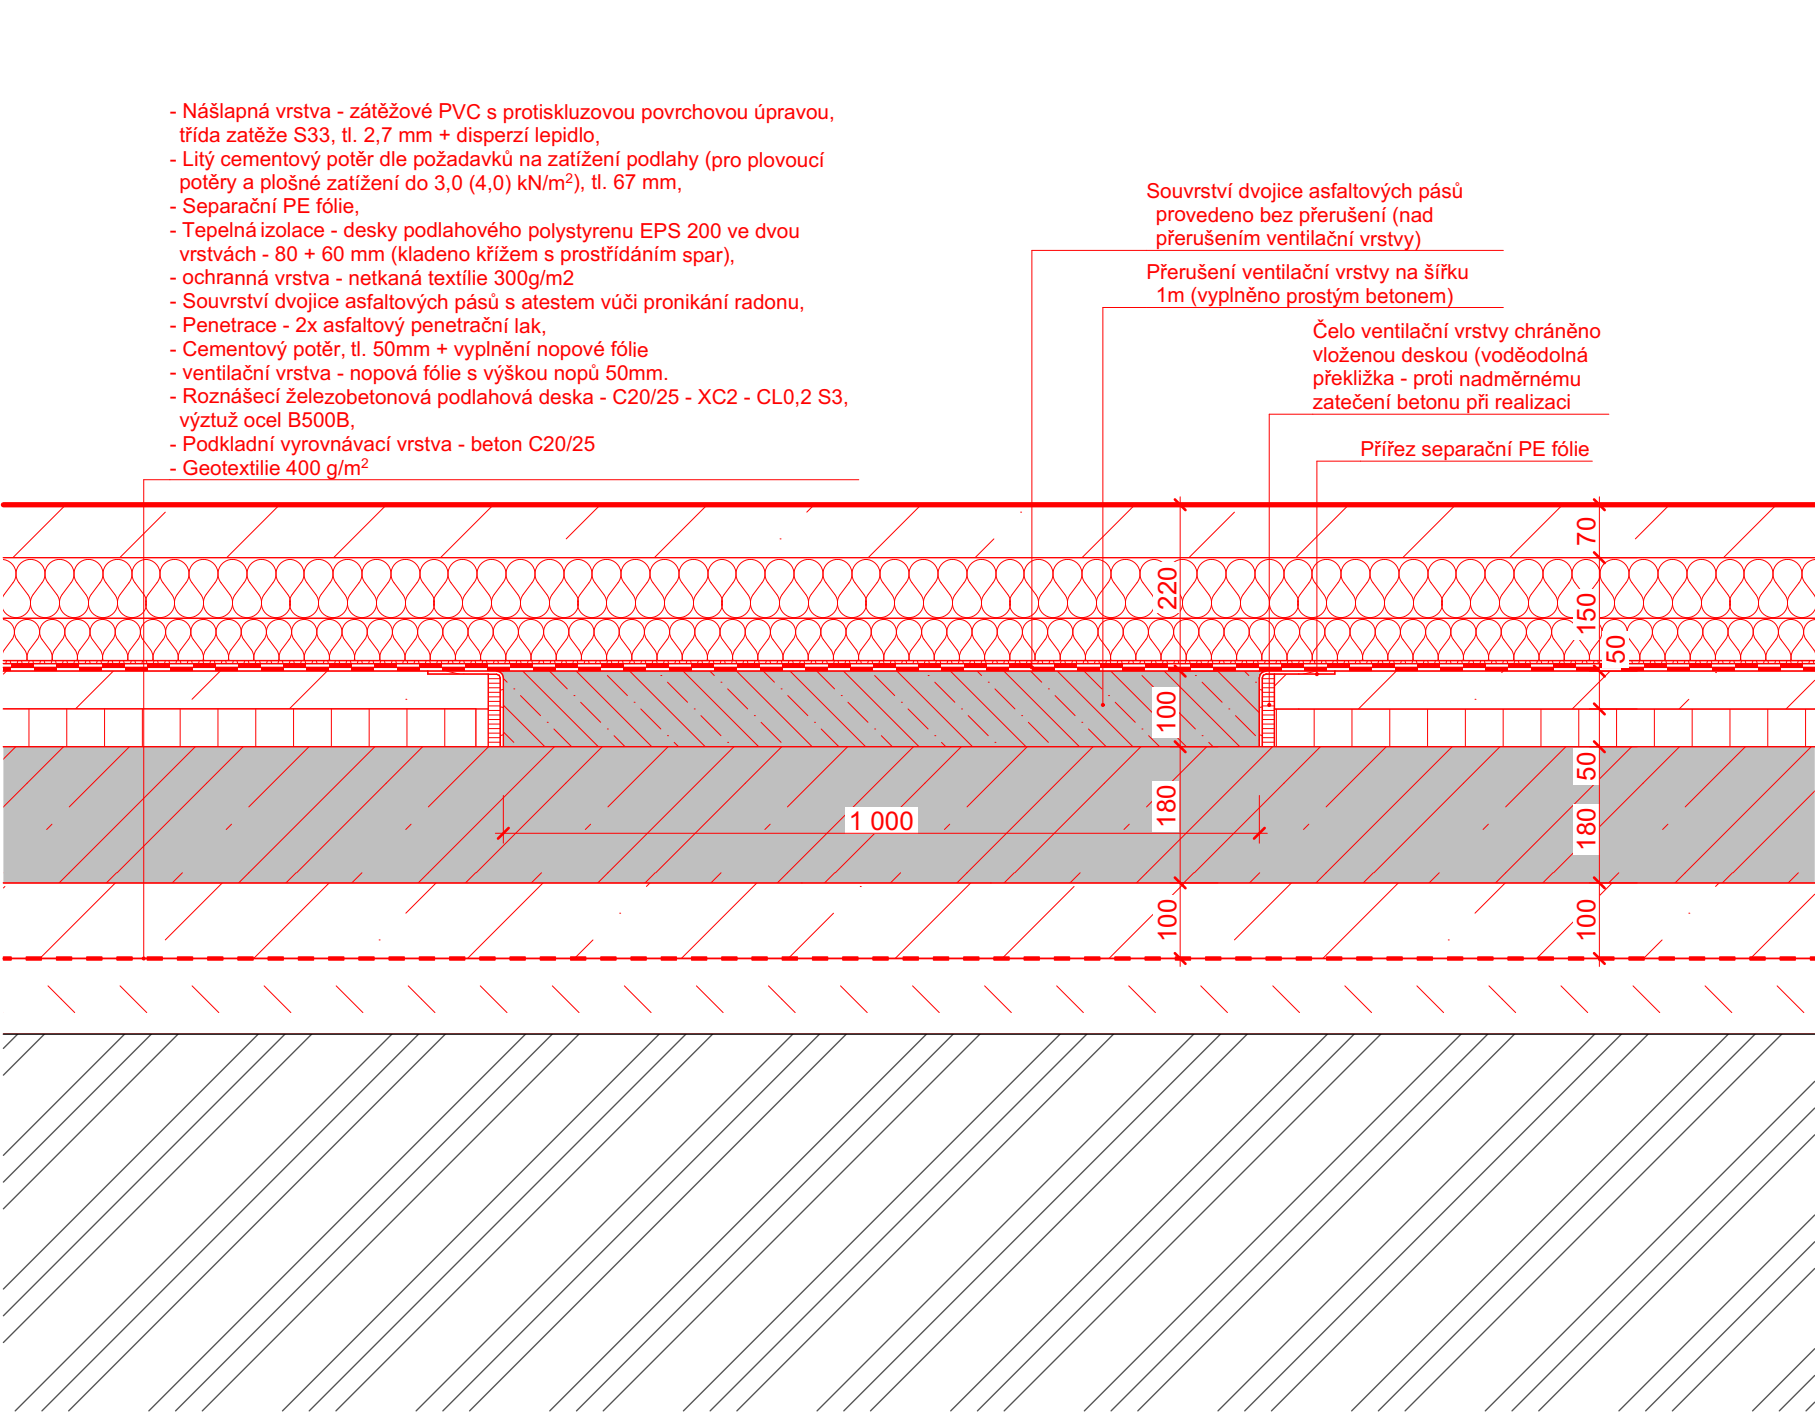 - Nášlapná vrstva - zátěžové PVC s protiskluzovou povrchovou úpravou,
třída zatěže S33, tl. 2,7 mm + disperzí lepidlo,
- Litý cementový potěr dle požadavků na zatížení podlahy (pro plovoucí
potěry a plošné zatížení do 3,0 (4,0) kN/m²), tl. 67 mm,
- Separační PE fólie,
- Tepelná izolace - desky podlahového polystyrenu EPS 200 ve dvou
vrstvách - 80 + 60 mm (kladeno křížem s prostřídáním spar),
- ochranná vrstva - netkaná textílie 300g/m2
- Souvrství dvojice asfaltových pásů s atestem vúči pronikání radonu,
- Penetrace - 2x asfaltový penetrační lak,
- Cementový potěr, tl. 50mm + vyplnění nopové fólie
- ventilační vrstva - nopová fólie s výškou nopů 50mm.
- Roznášecí železobetonová podlahová deska - C20/25 - XC2 - CL0,2 S3,
výztuž ocel B500B,
- Podkladní vyrovnávací vrstva - beton C20/25
- Geotextilie 400 g/m²
Souvrství dvojice asfaltových pásů
provedeno bez přerušení (nad
přerušením ventilační vrstvy)
Přerušení ventilační vrstvy na šířku
1m (vyplněno prostým betonem)
Čelo ventilační vrstvy chráněno
vloženou deskou (voděodolná
překližka - proti nadměrnému
zatečení betonu při realizaci
Přířez separační PE fólie
220
100
180
100
70
150
50
50
180
100
1 000